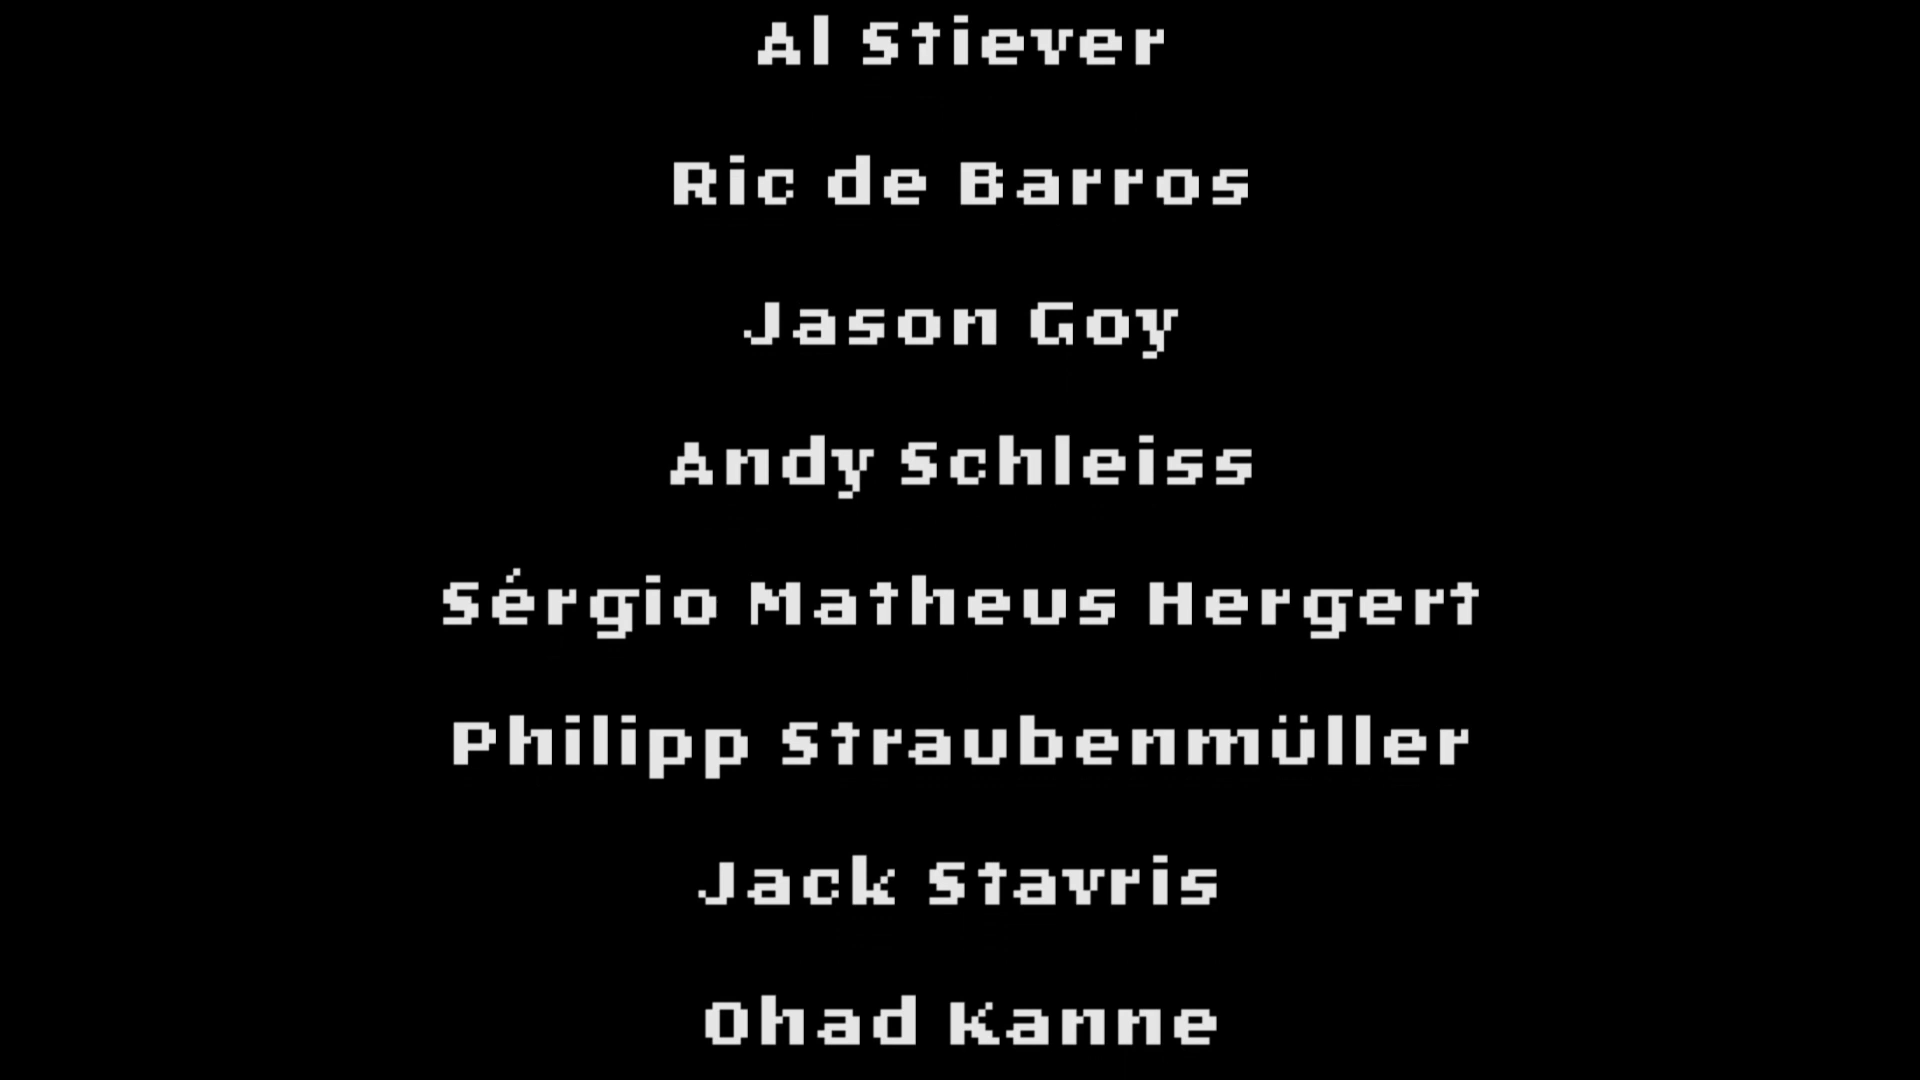 Al Stiever
Ric de Barros
Jason Goy
Andy Schleiss
Sérgio Matheus Hergert
Philipp Straubenmüller
Jack Stavris
Ohad Kanne